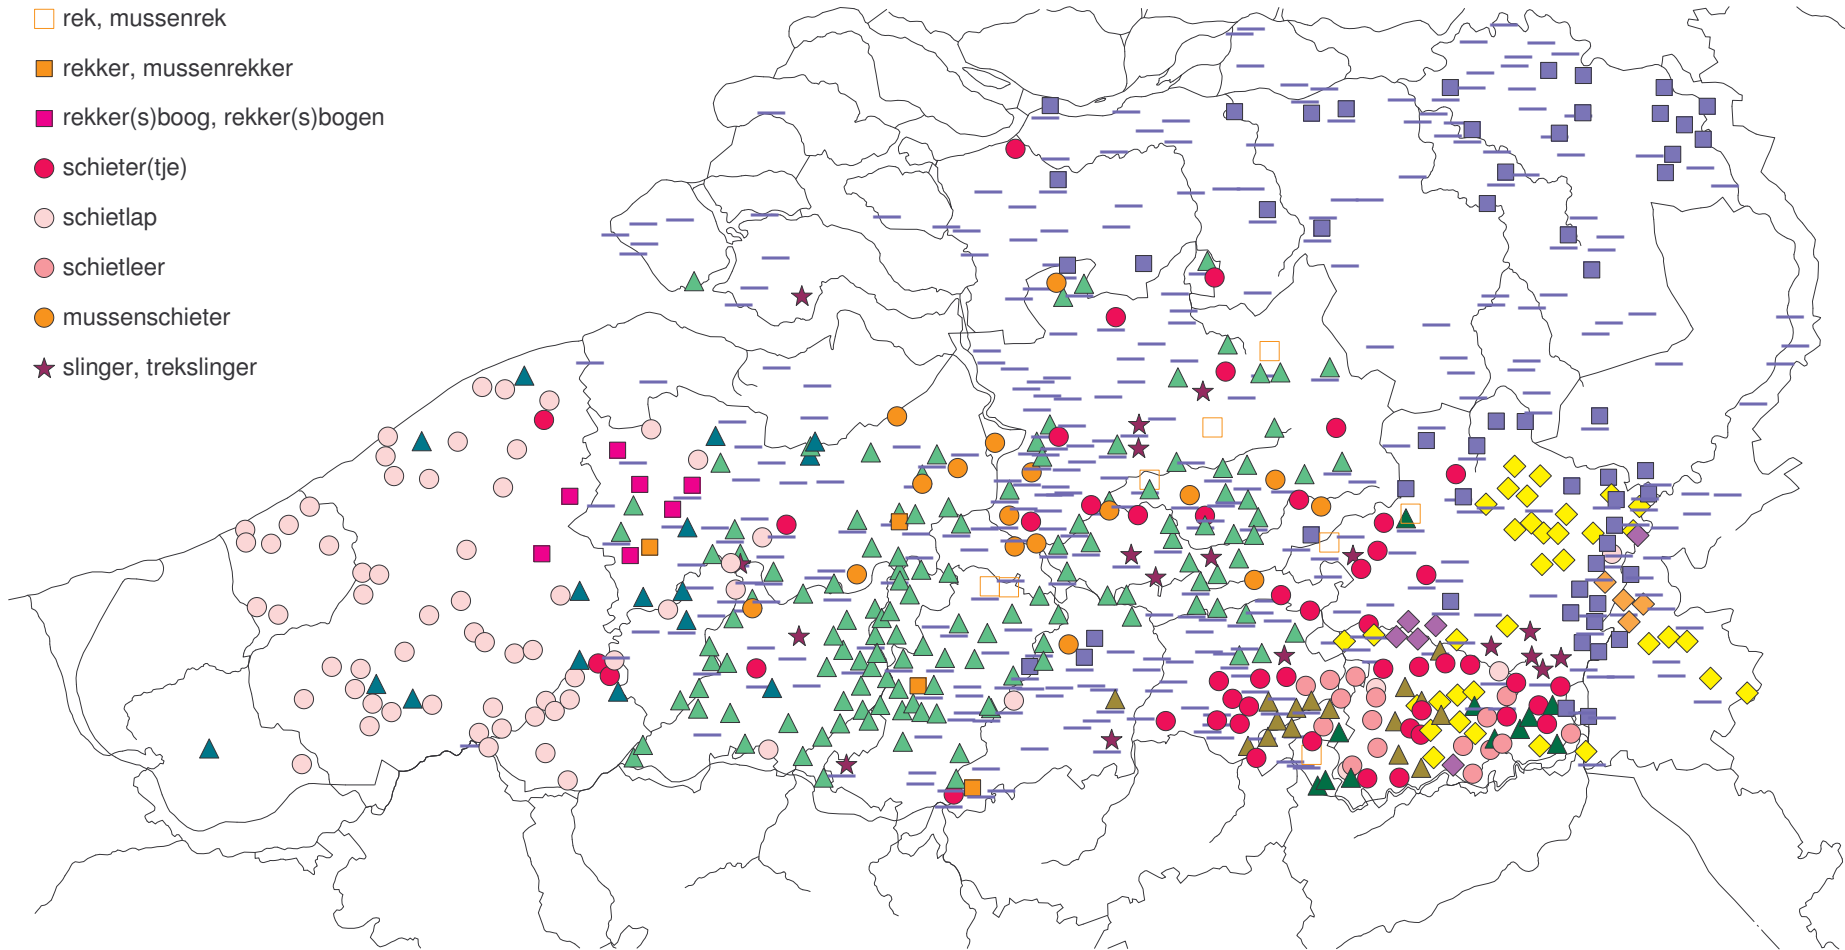 rek, mussenrek
rekker, mussenrekker
rekker(s)boog, rekker(s)bogen
schieter(tje)
schietlap
schietleer
mussenschieter
slinger, trekslinger